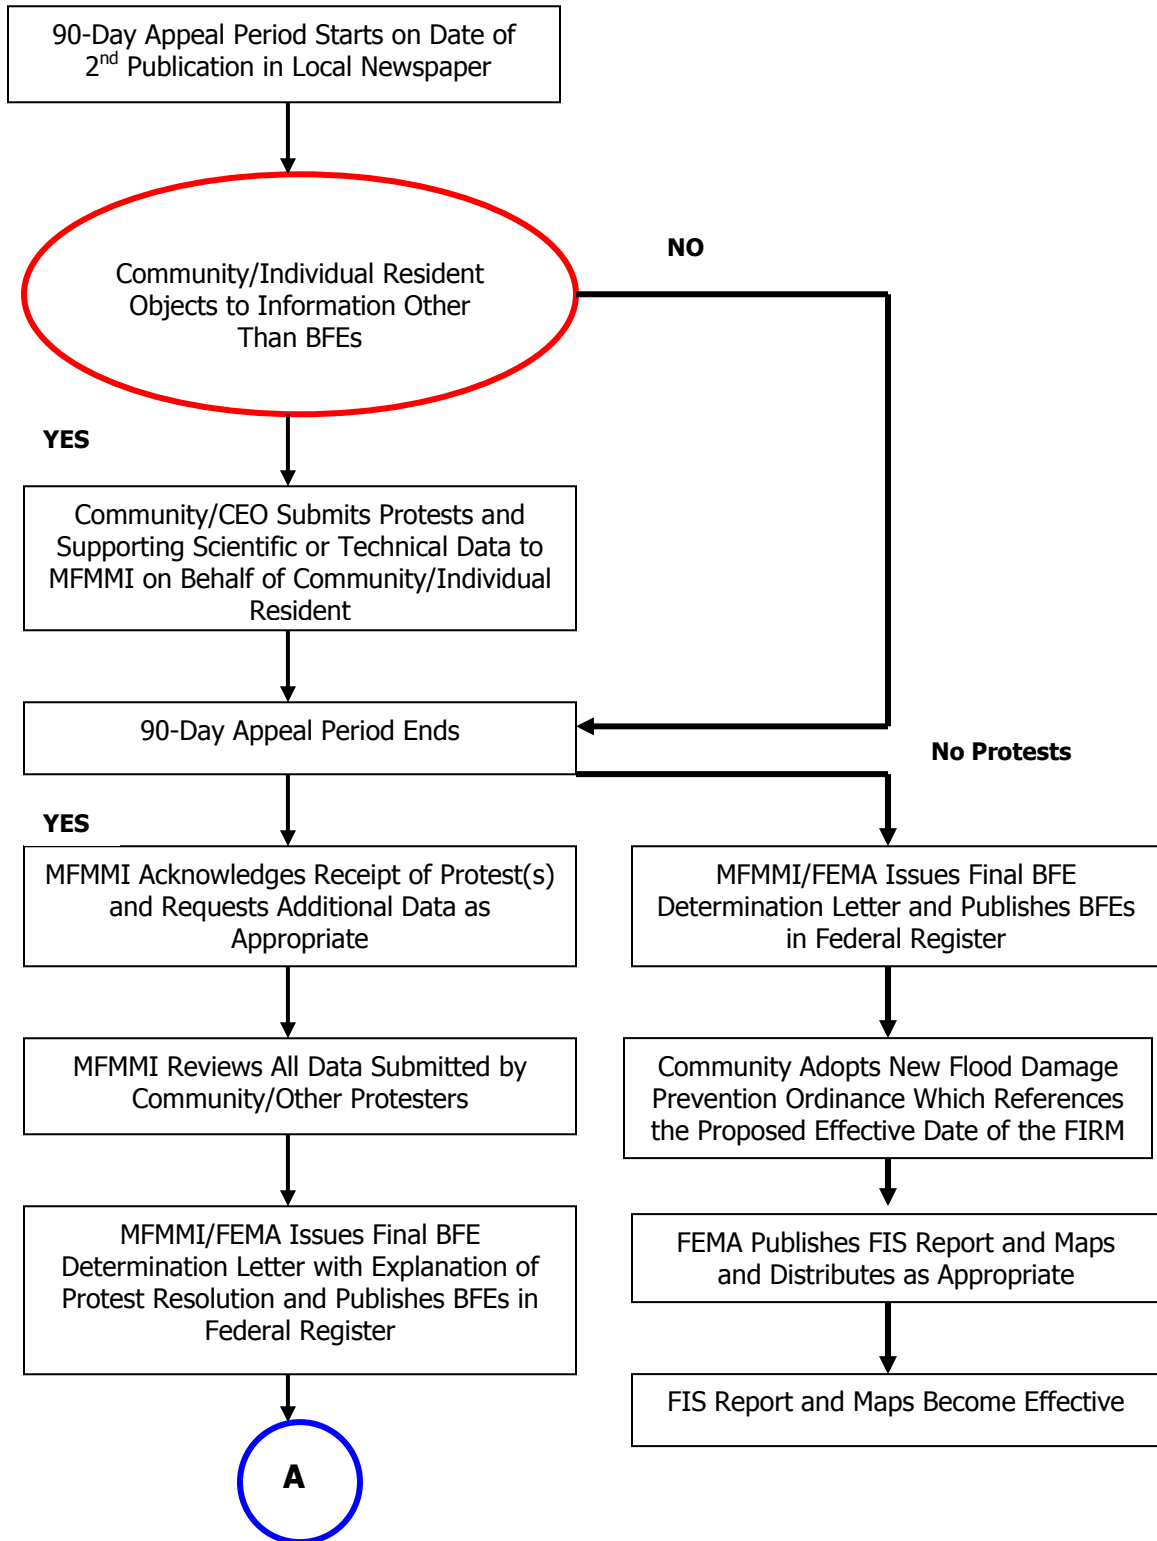 90-Day Appeal Period Starts on Date of
2nd Publication in Local Newspaper
Community/Individual Resident
Objects to Information Other
Than BFEs
NO
YES
Community/CEO Submits Protests and
Supporting Scientific or Technical Data to
MFMMI on Behalf of Community/Individual
Resident
90-Day Appeal Period Ends
No Protests
YES
MFMMI Acknowledges Receipt of Protest(s)
and Requests Additional Data as
Appropriate
MFMMI/FEMA Issues Final BFE
Determination Letter and Publishes BFEs
in Federal Register
MFMMI Reviews All Data Submitted by
Community/Other Protesters
Community Adopts New Flood Damage
Prevention Ordinance Which References
the Proposed Effective Date of the FIRM
MFMMI/FEMA Issues Final BFE
Determination Letter with Explanation of
Protest Resolution and Publishes BFEs in
Federal Register
FEMA Publishes FIS Report and Maps
and Distributes as Appropriate
FIS Report and Maps Become Effective
A